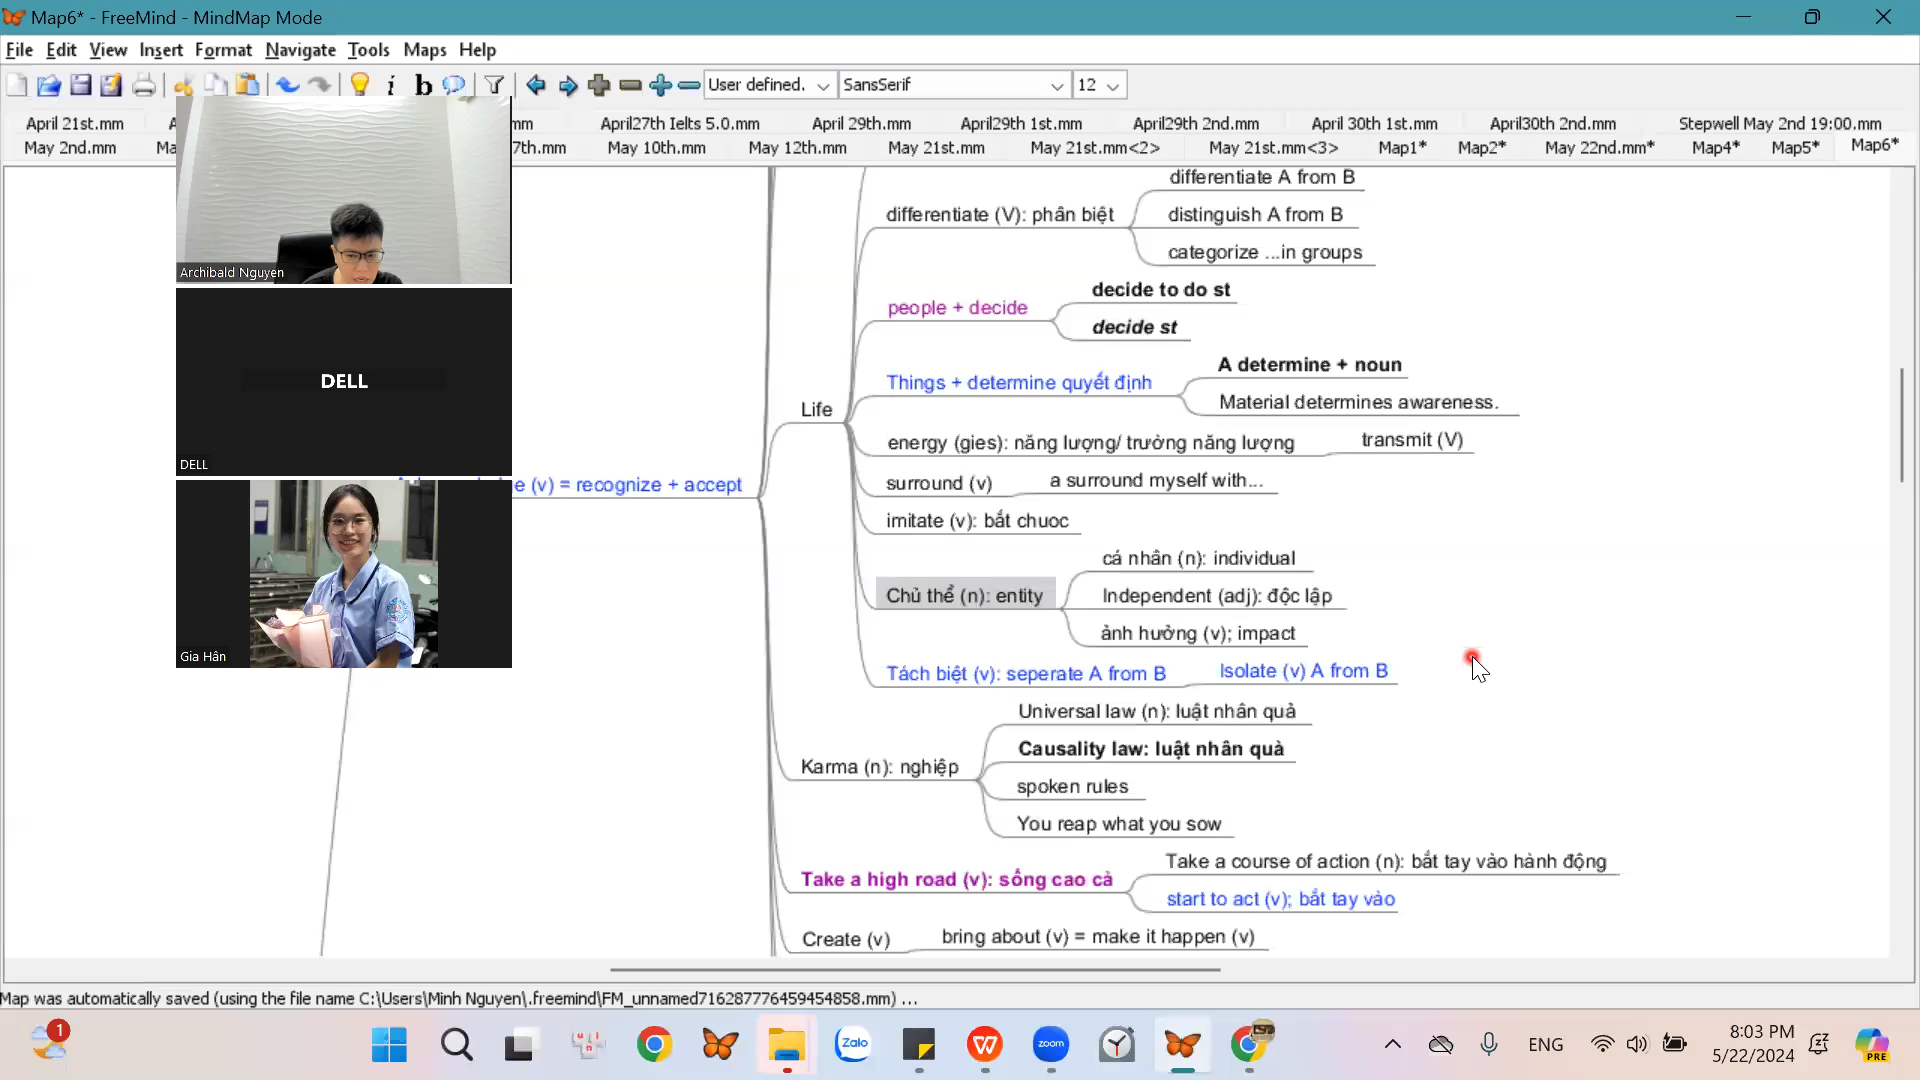 Map6* - FreeMind - MindMap Mode
File Edit View Insert Format Navigate Tools Maps Help
User defined. SansSerif 12
April 21st.mm mm April27th Ielts 5.0.mm April 29th.mm April29th 1st.mm April29th 2nd.mm April 30th 1st.mm April30th 2nd.mm Stepwell May 2nd 19:00.mm
May 2nd.mm 7th.mm May 10th.mm May 12th.mm May 21st.mm May 21st.mm<2> May 21st.mm<3> Map1* Map2* May 22nd.mm* Map4* Map5* Map6*
Archibald Nguyen
DELL
DELL
Gia Hân
e (v) = recognize + accept
Life
differentiate (V): phân biệt
differentiate A from B
distinguish A from B
categorize ...in groups
people + decide
decide to do st
decide st
Things + determine quyết định
A determine + noun
Material determines awareness.
energy (gies): năng lượng/ trường năng lượng
transmit (V)
surround (v)
a surround myself with...
imitate (v): bắt chuoc
Chủ thể (n): entity
cá nhân (n): individual
Independent (adj): độc lập
ảnh hưởng (v); impact
Tách biệt (v): seperate A from B
Isolate (v) A from B
Karma (n): nghiệp
Universal law (n): luật nhân quả
Causality law: luật nhân quả
spoken rules
You reap what you sow
Take a high road (v): sống cao cả
Take a course of action (n): bắt tay vào hành động
start to act (v); bắt tay vào
Create (v)
bring about (v) = make it happen (v)
Map was automatically saved (using the file name C:\Users\Minh Nguyen\.freemind\FM_unnamed716287776459454858.mm) ...
1
Zalo
zoom
ENG
8:03 PM
5/22/2024
PRE